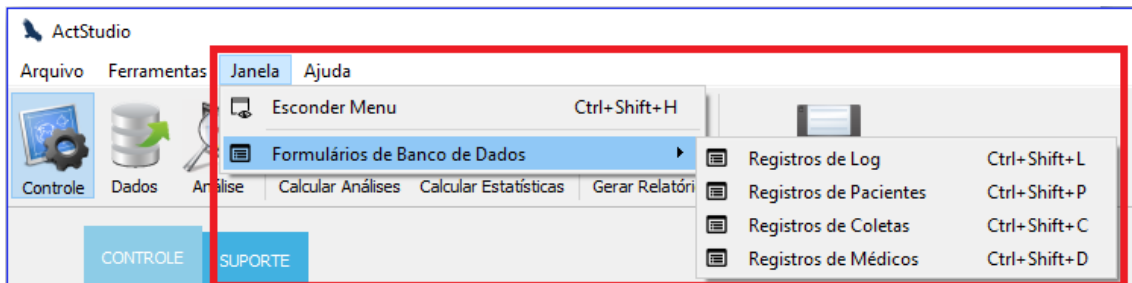 ActStudio
Arquivo Ferramentas Janela Ajuda
Esconder Menu Ctrl+Shift+H
Formulários de Banco de Dados
Registros de Log Ctrl+Shift+L
Controle Dados Calcular Análises Calcular Estatísticas Gerar
Registros de Pacientes Ctrl+Shift+P
Registros de Coletas Ctrl+Shift+C
CONTROLE SUPORTE
Registros de Médicos Ctrl+Shift+D